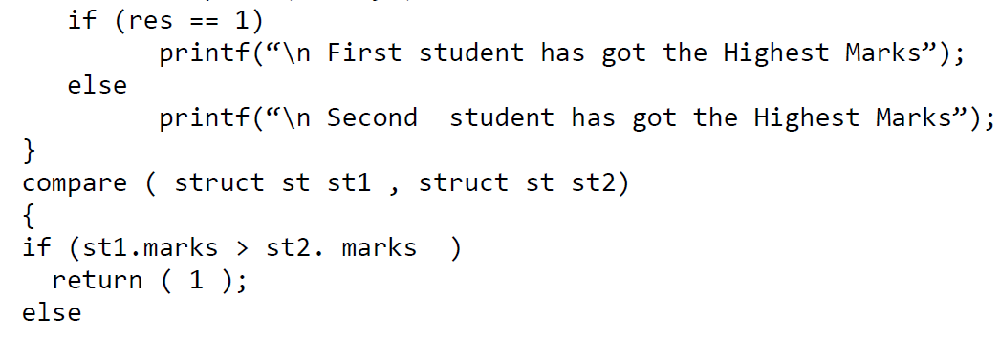 if (res == 1)
printf(“\n First student has got the Highest Marks”);
else
printf(“\n Second  student has got the Highest Marks”);
}
compare ( struct st st1 , struct st st2)
{
if (st1.marks > st2. marks  )
return ( 1 );
else